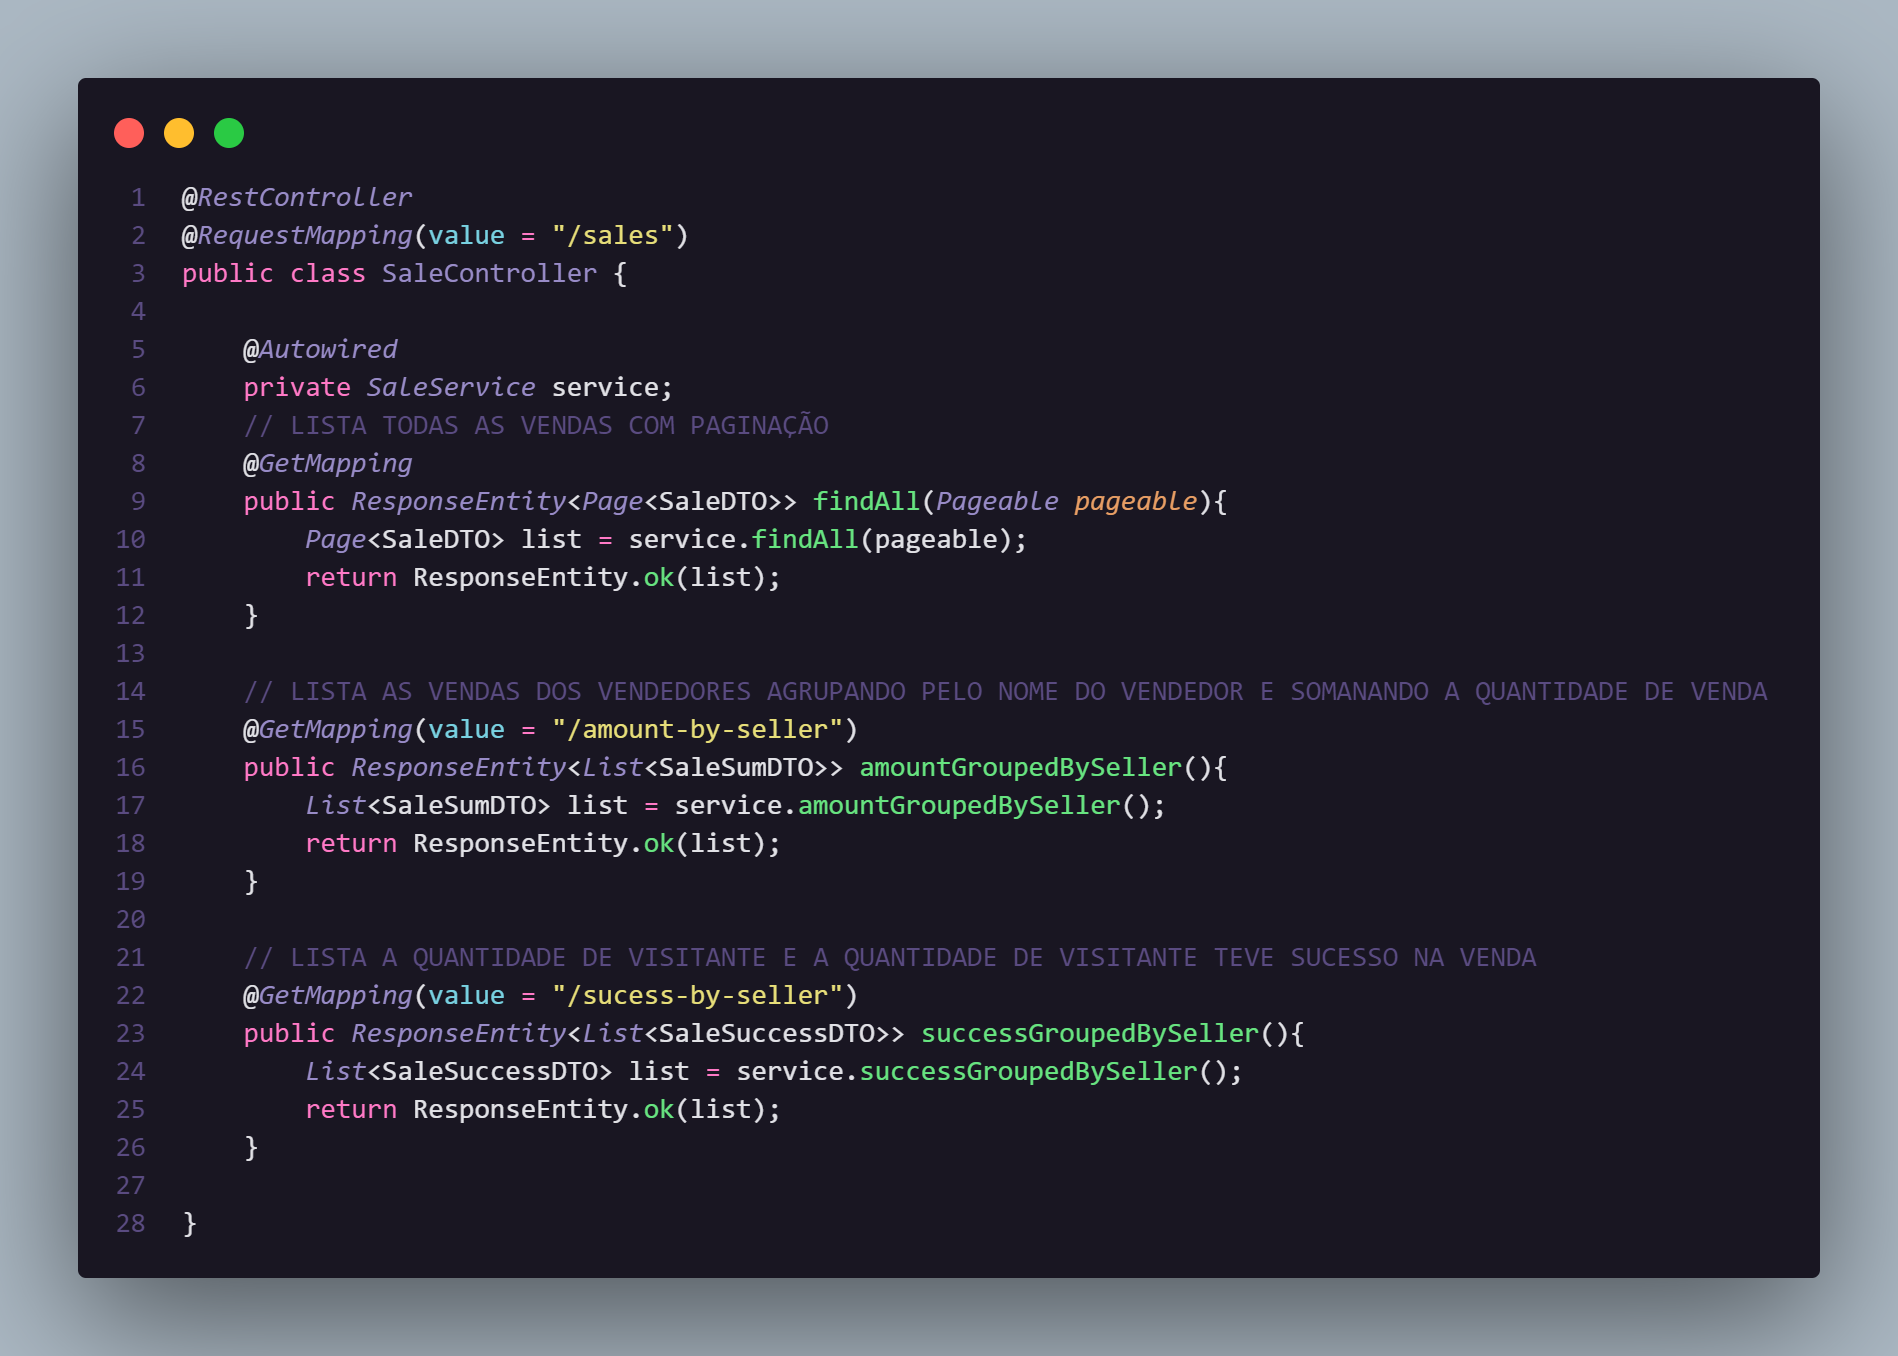 1 @RestController
2 @RequestMapping(value = "/sales")
3 public class SaleController {
4
5     @Autowired
6     private SaleService service;
7     // LISTA TODAS AS VENDAS COM PAGINAÇÃO
8     @GetMapping
9     public ResponseEntity<Page<SaleDTO>> findAll(Pageable pageable){
10         Page<SaleDTO> list = service.findAll(pageable);
11         return ResponseEntity.ok(list);
12     }
13
14     // LISTA AS VENDAS DOS VENDEDORES AGRUPANDO PELO NOME DO VENDEDOR E SOMANANDO A QUANTIDADE DE VENDA
15     @GetMapping(value = "/amount-by-seller")
16     public ResponseEntity<List<SaleSumDTO>> amountGroupedBySeller(){
17         List<SaleSumDTO> list = service.amountGroupedBySeller();
18         return ResponseEntity.ok(list);
19     }
20
21     // LISTA A QUANTIDADE DE VISITANTE E A QUANTIDADE DE VISITANTE TEVE SUCESSO NA VENDA
22     @GetMapping(value = "/sucess-by-seller")
23     public ResponseEntity<List<SaleSuccessDTO>> successGroupedBySeller(){
24         List<SaleSuccessDTO> list = service.successGroupedBySeller();
25         return ResponseEntity.ok(list);
26     }
27
28 }